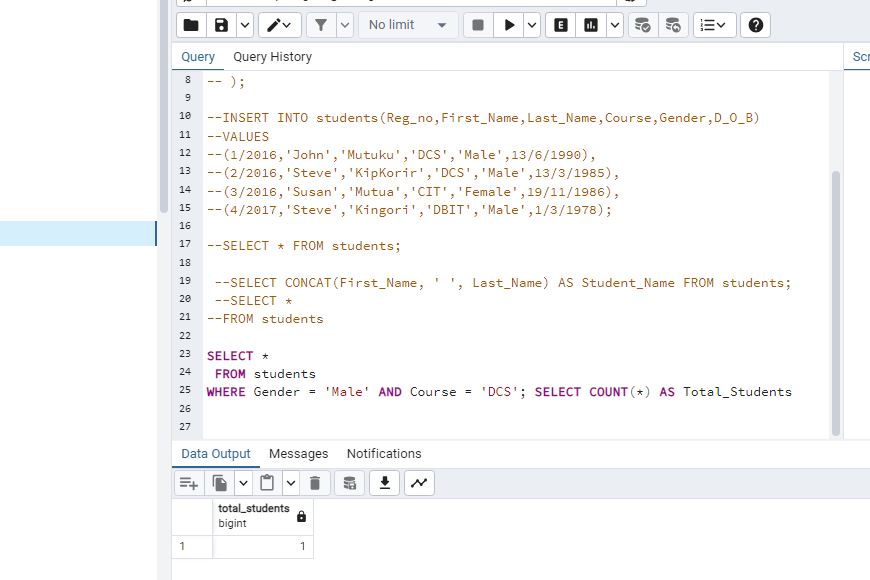 No limit
E
Query Query History
Scr
8 -- );
9
10 --INSERT INTO students(Reg_no,First_Name,Last_Name,Course,Gender,D_O_B)
11 --VALUES
12 --(1/2016,'John','Mutuku','DCS','Male',13/6/1990),
13 --(2/2016,'Steve','KipKorir','DCS','Male',13/3/1985),
14 --(3/2016,'Susan','Mutua','CIT','Female',19/11/1986),
15 --(4/2017,'Steve','Kingori','DBIT','Male',1/3/1978);
16
17 --SELECT * FROM students;
18
19 --SELECT CONCAT(First_Name, ' ', Last_Name) AS Student_Name FROM students;
20 --SELECT *
21 --FROM students
22
23 SELECT *
24 FROM students
25 WHERE Gender = 'Male' AND Course = 'DCS'; SELECT COUNT(*) AS Total_Students
26
27
Data Output Messages Notifications
total_students
bigint
1 1